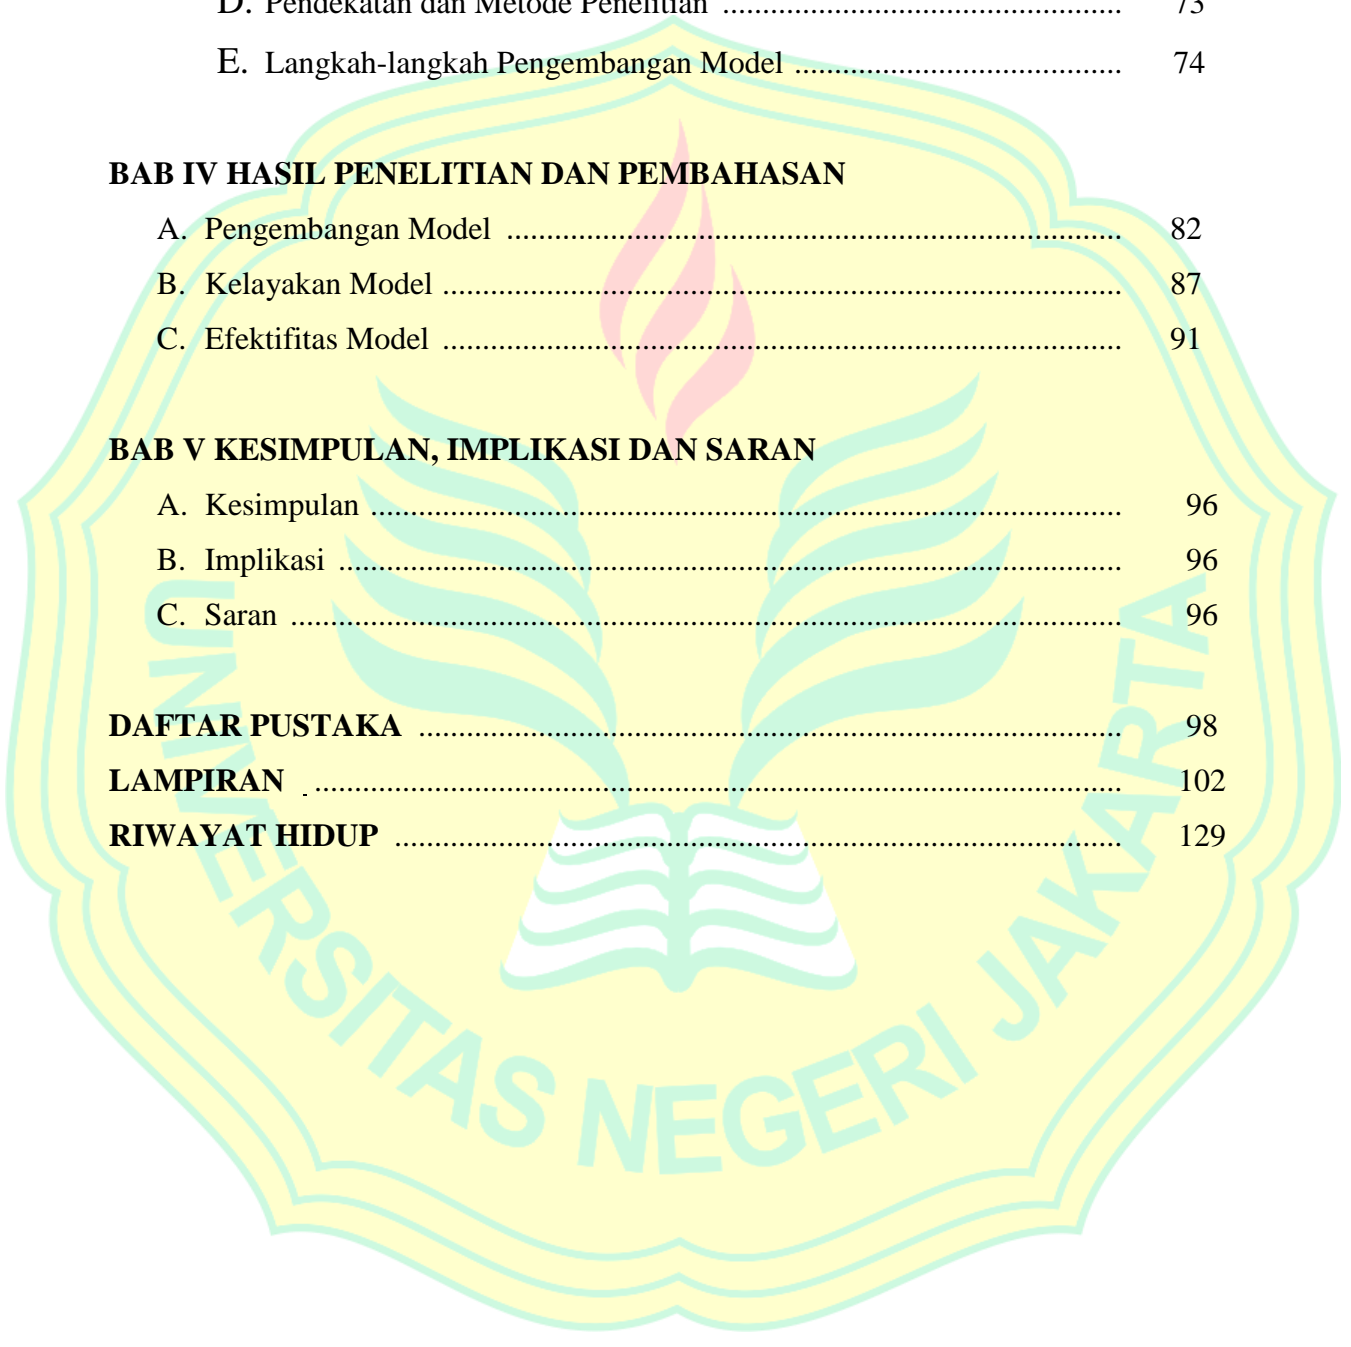 D. Pendekatan dan Metode Penelitian ................................................. 73
E. Langkah-langkah Pengembangan Model ......................................... 74
BAB IV HASIL PENELITIAN DAN PEMBAHASAN
A. Pengembangan Model ............................................................................. 82
B. Kelayakan Model ..................................................................................... 87
C. Efektifitas Model ..................................................................................... 91
BAB V KESIMPULAN, IMPLIKASI DAN SARAN
A. Kesimpulan .............................................................................................. 96
B. Implikasi .................................................................................................. 96
C. Saran ........................................................................................................ 96
DAFTAR PUSTAKA ........................................................................................ 98
LAMPIRAN ..................................................................................................... 102
RIWAYAT HIDUP ........................................................................................... 129
UNIVERSITAS NEGERI JAKARTA